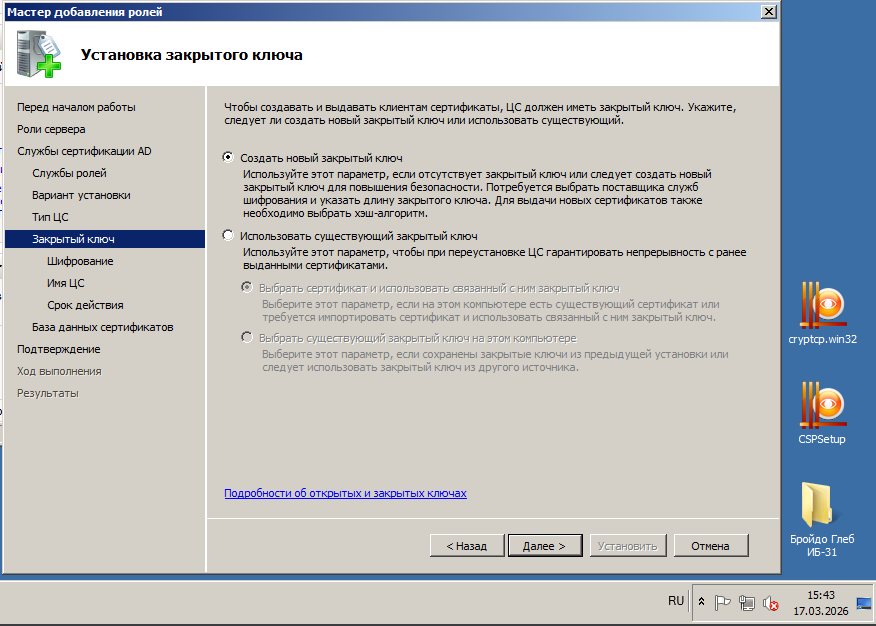 Мастер добавления ролей
Установка закрытого ключа
Перед началом работы
Роли сервера
Службы сертификации AD
Службы ролей
Вариант установки
Тип ЦС
Закрытый ключ
Шифрование
Имя ЦС
Срок действия
База данных сертификатов
Подтверждение
Ход выполнения
Результаты
Чтобы создавать и выдавать клиентам сертификаты, ЦС должен иметь закрытый ключ. Укажите,
следует ли создать новый закрытый ключ или использовать существующий.
Создать новый закрытый ключ
Используйте этот параметр, если отсутствует закрытый ключ или следует создать новый
закрытый ключ для повышения безопасности. Потребуется выбрать поставщика служб
шифрования и указать длину закрытого ключа. Для выдачи новых сертификатов также
необходимо выбрать хэш-алгоритм.
Использовать существующий закрытый ключ
Используйте этот параметр, чтобы при переустановке ЦС гарантировать непрерывность с ранее
выданными сертификатами.
Выбрать сертификат и использовать связанный с ним закрытый ключ
Выберите этот параметр, если на этом компьютере есть существующий сертификат или
требуется импортировать сертификат и использовать связанный с ним закрытый ключ.
Выбрать существующий закрытый ключ на этом компьютере
Выберите этот параметр, если сохранены закрытые ключи из предыдущей установки или
следует использовать закрытый ключ из другого источника.
Подробности об открытых и закрытых ключах
< Назад
Далее >
Установить
Отмена
cryptcp.win32
CSPSetup
Бройдо Глеб
ИБ-31
RU
15:43
17.03.2026